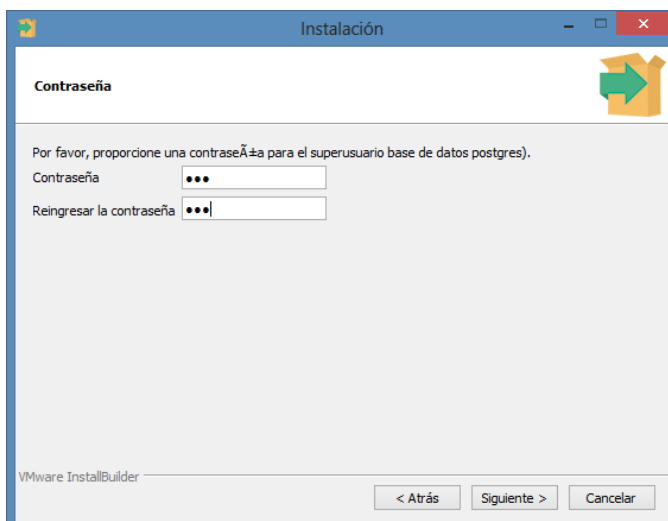 Instalación
Contraseña
Por favor, proporcione una contraseÃ±a para el superusuario base de datos postgres).
Contraseña
Reingresar la contraseña
VMware InstallBuilder
< Atrás
Siguiente >
Cancelar